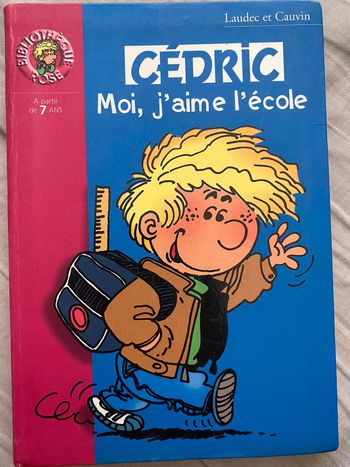 Laudec et Cauvin
BIBLIOTHÈQUE
ROSE
À partir
de 7 ANS
CÉDRIC
Moi, j'aime l'école